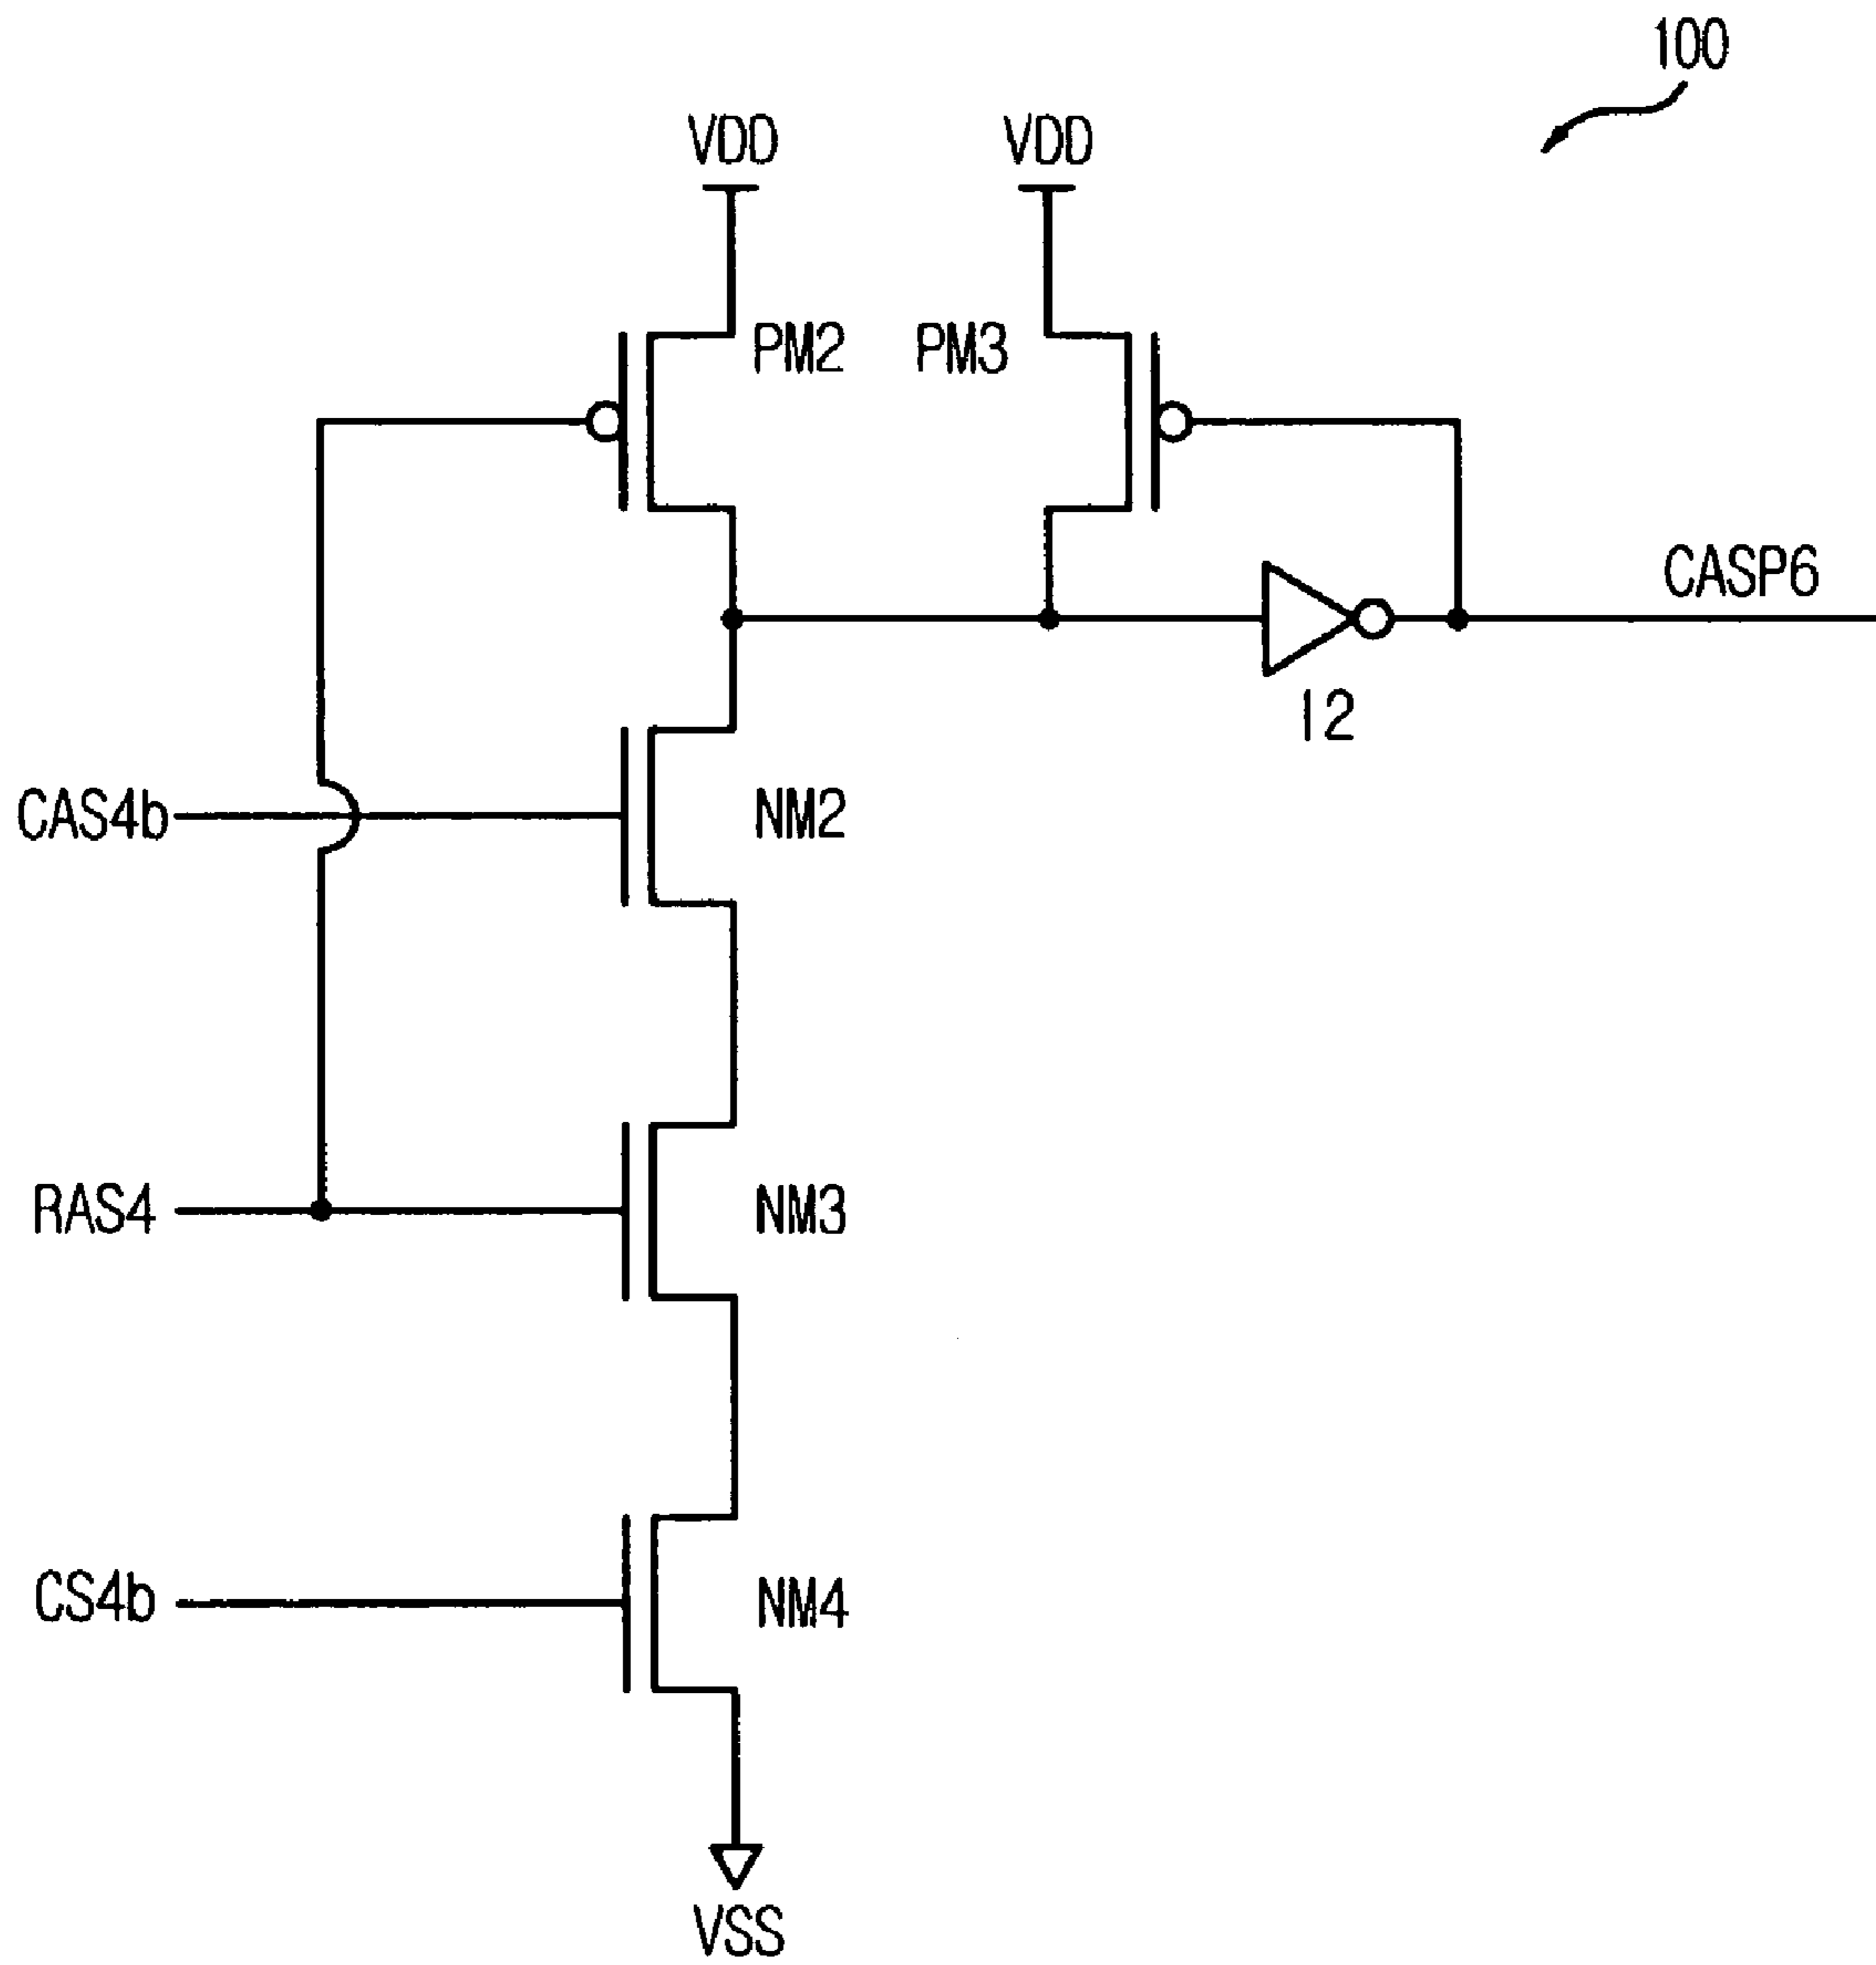 100
VDD
VDD
PM2
PM3
CASP6
I2
CAS4b
NM2
RAS4
NM3
CS4b
NM4
VSS